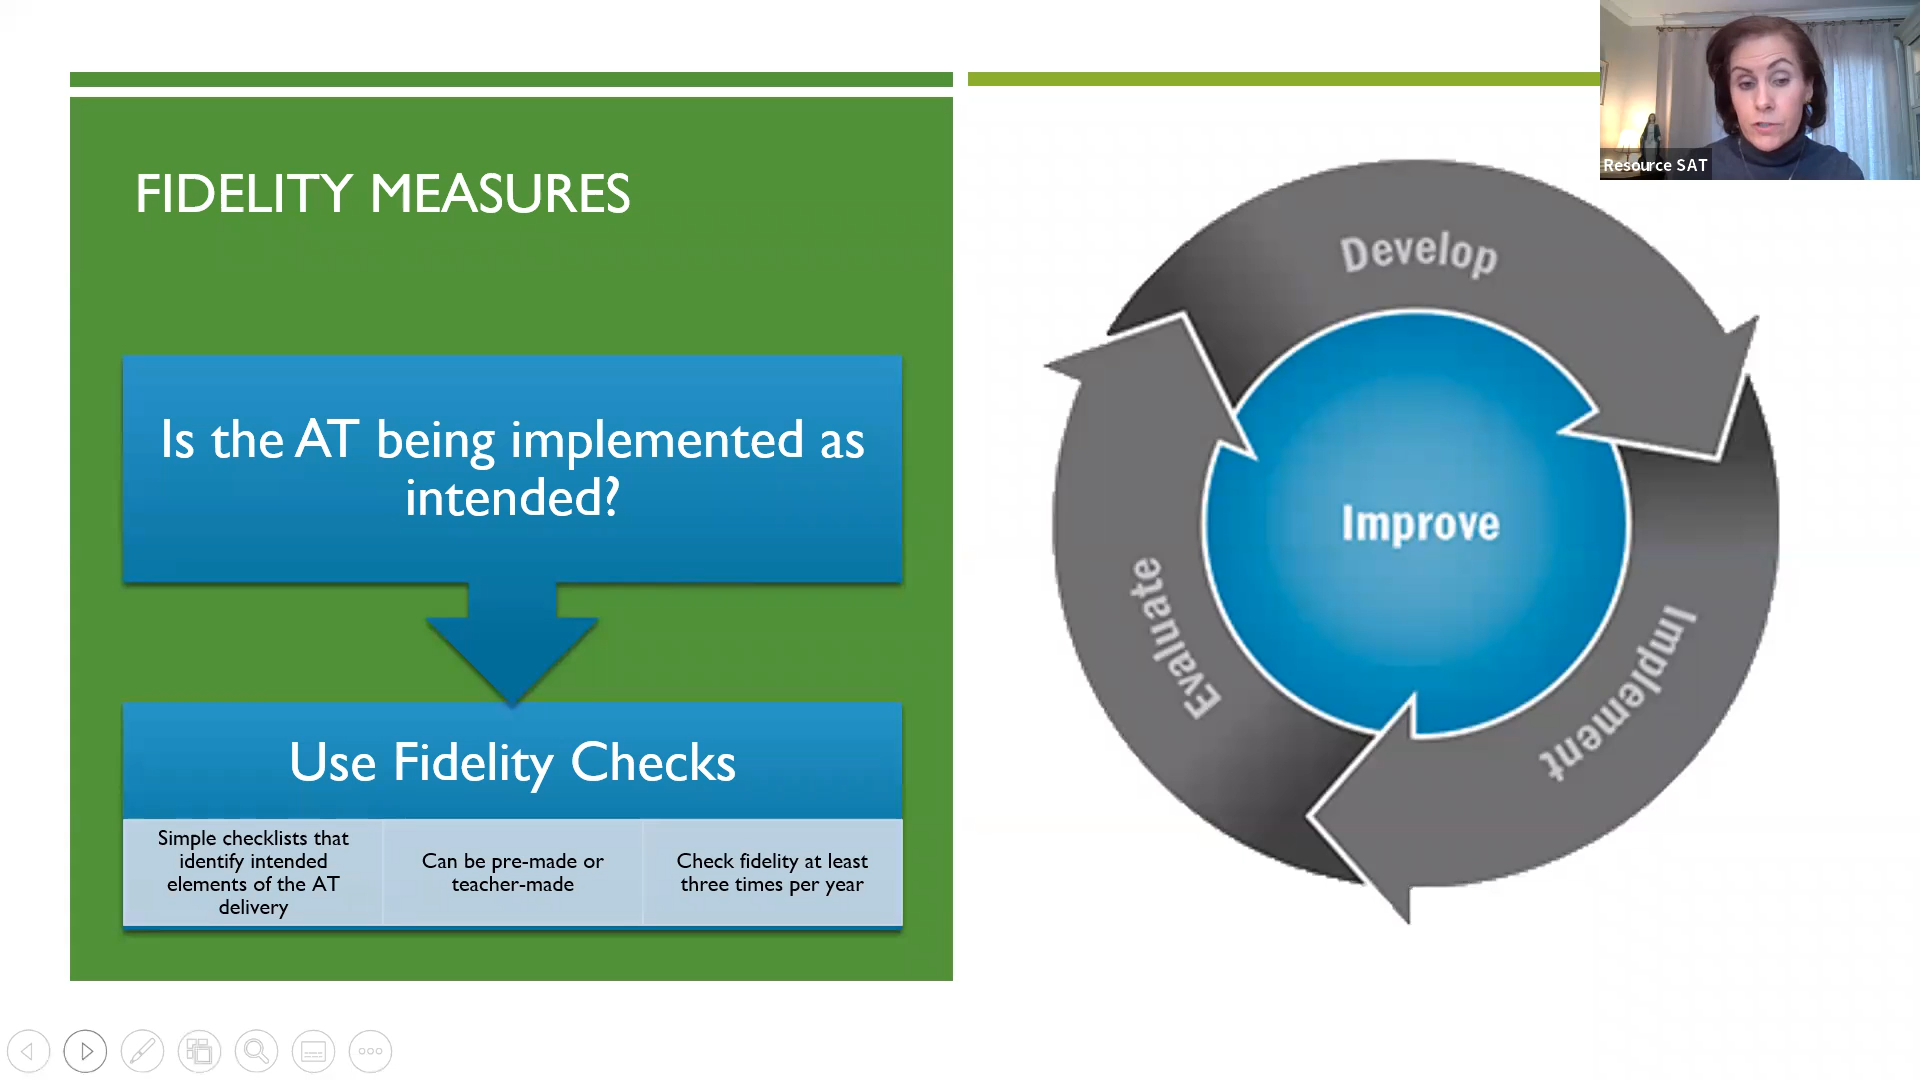 FIDELITY MEASURES
Is the AT being implemented as
intended?
Use Fidelity Checks
Simple checklists that
identify intended
elements of the AT
delivery
Can be pre-made or
teacher-made
Check fidelity at least
three times per year
Develop
Improve
Implement
Evaluate
Resource SAT